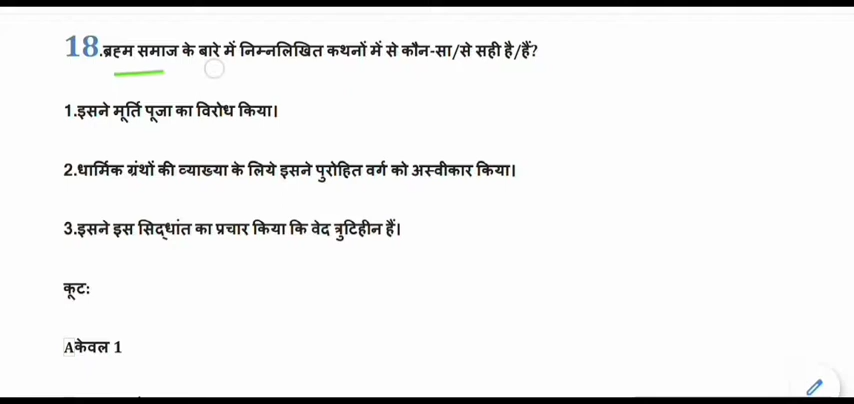 18.ब्रह्म समाज के बारे में निम्नलिखित कथनों में से कौन-सा/से सही है/हैं?
1.इसने मूर्ति पूजा का विरोध किया।
2.धार्मिक ग्रंथों की व्याख्या के लिये इसने पुरोहित वर्ग को अस्वीकार किया।
3.इसने इस सिद्धांत का प्रचार किया कि वेद त्रुटिहीन हैं।
कूट:
Aकेवल 1